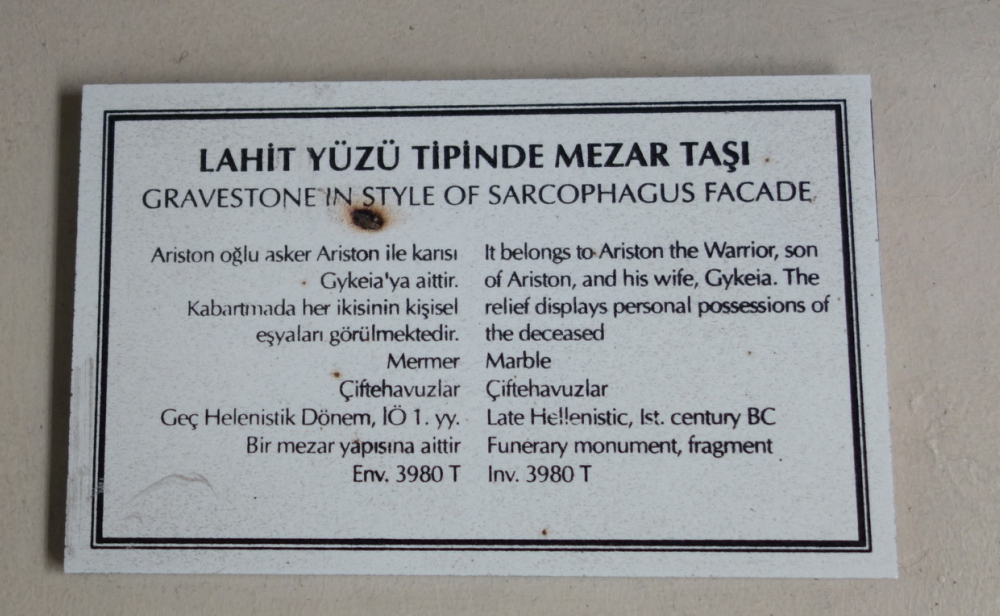 LAHİT YÜZÜ TİPİNDE MEZAR TAŞI
GRAVESTONE IN STYLE OF SARCOPHAGUS FACADE
Ariston oğlu asker Ariston ile karısı
Gykeia'ya aittir.
Kabartmada her ikisinin kişisel
eşyaları görülmektedir.
Mermer
Çiftehavuzlar
Geç Helenistik Dönem, İÖ 1. yy.
Bir mezar yapısına aittir
Env. 3980 T
It belongs to Ariston the Warrior, son
of Ariston, and his wife, Gykeia. The
relief displays personal possessions of
the deceased
Marble
Çiftehavuzlar
Late Hellenistic, Ist. century BC
Funerary monument, fragment
Inv. 3980 T